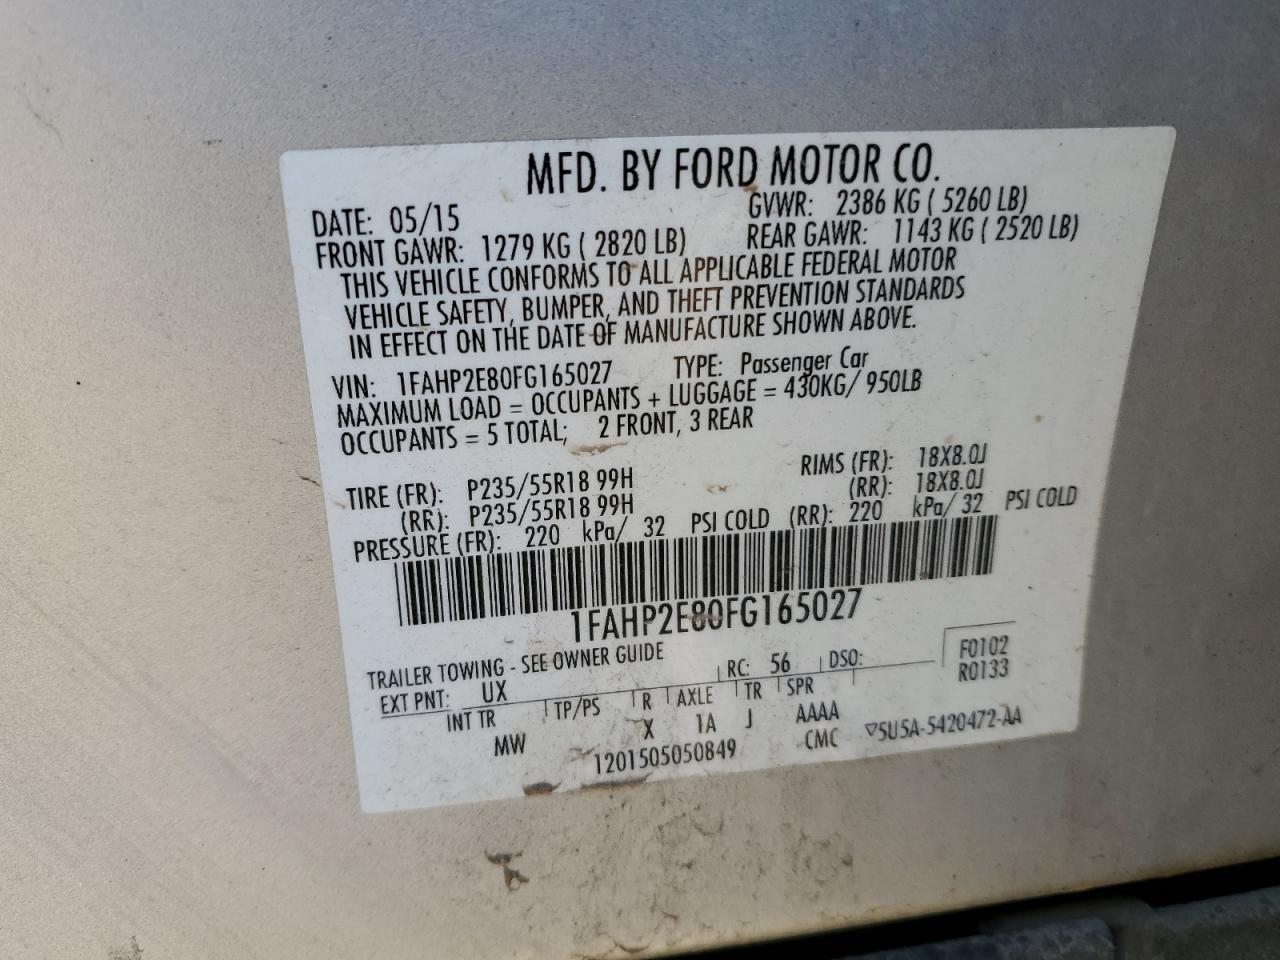 MFD. BY FORD MOTOR CO.
DATE: 05/15 GVWR: 2386 KG ( 5260 LB)
FRONT GAWR: 1279 KG ( 2820 LB) REAR GAWR: 1143 KG ( 2520 LB)
THIS VEHICLE CONFORMS TO ALL APPLICABLE FEDERAL MOTOR
VEHICLE SAFETY, BUMPER, AND THEFT PREVENTION STANDARDS
IN EFFECT ON THE DATE OF MANUFACTURE SHOWN ABOVE.
VIN: 1FAHP2E80FG165027 TYPE: Passenger Car
MAXIMUM LOAD = OCCUPANTS + LUGGAGE = 430KG/ 950LB
OCCUPANTS = 5 TOTAL; 2 FRONT, 3 REAR
TIRE (FR): P235/55R18 99H RIMS (FR): 18X8.0J
(RR): P235/55R18 99H (RR): 18X8.0J
PRESSURE (FR): 220 kPa/ 32 PSI COLD (RR): 220 kPa/ 32 PSI COLD
1FAHP2E80FG165027
TRAILER TOWING - SEE OWNER GUIDE
EXT PNT: UX RC: 56 DSO: F0102
R0133
INT TR TP/PS R AXLE TR SPR
MW X 1A J AAAA
1201505050849 CMC ▽5U5A-5420472-AA